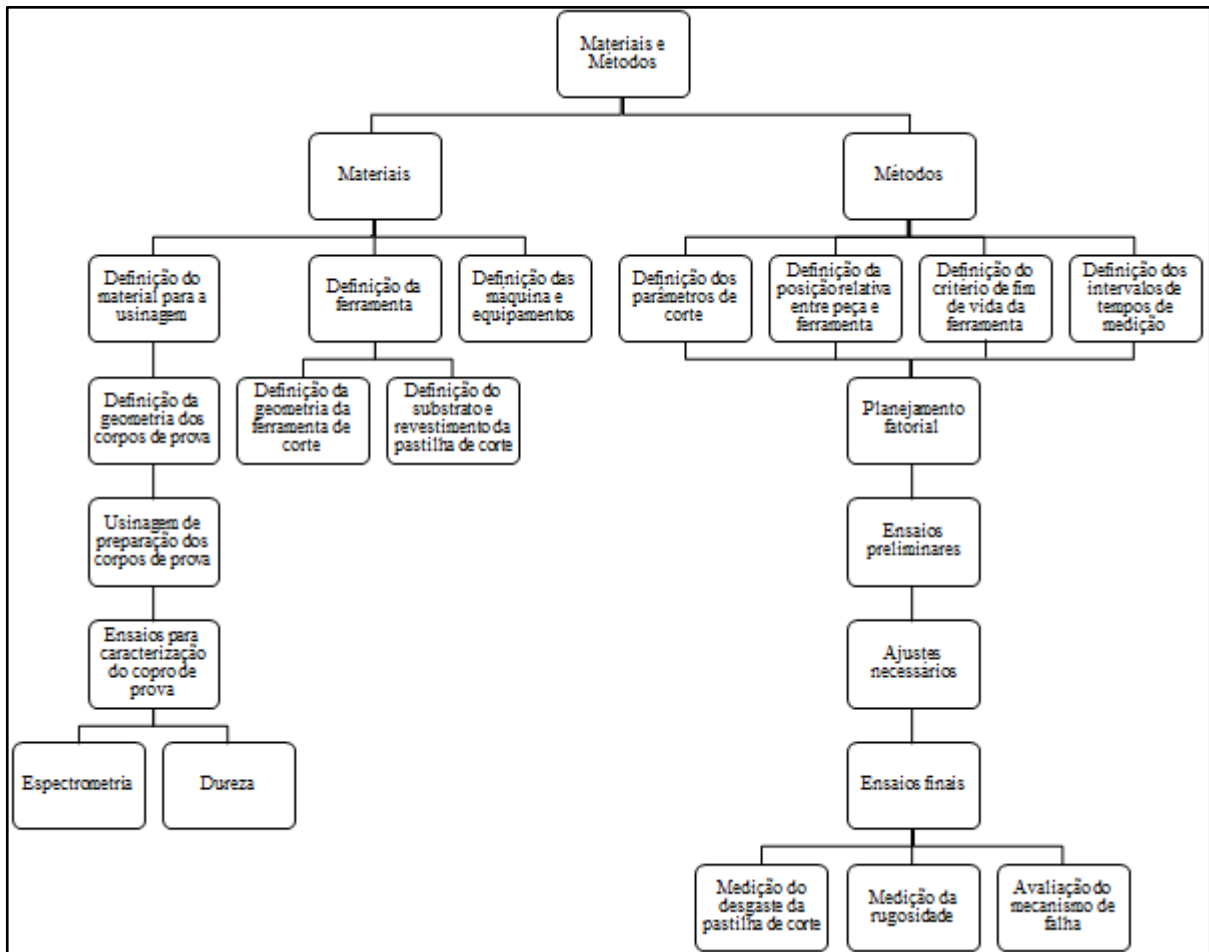 Materiais e
Métodos
Materiais
Métodos
Definição do
material para a
usinagem
Definição da
ferramenta
Definição das
máquina e
equipamentos
Definição dos
parâmetros de
corte
Definição da
posição relativa
entre peça e
ferramenta
Definição do
critério de fim
de vida da
ferramenta
Definição dos
intervalos de
tempos de
medição
Definição da
geometria dos
corpos de prova
Definição da
geometria da
ferramenta de
corte
Definição do
substrato e
revestimento da
pastilha de corte
Planejamento
fatorial
Usinagem de
preparação dos
corpos de prova
Ensaios
preliminares
Ensaios para
caracterização
do copro de
prova
Ajustes
necessários
Espectrometria
Dureza
Ensaios finais
Medição do
desgaste da
pastilha de corte
Medição da
rugosidade
Avaliação do
mecanismo de
falha